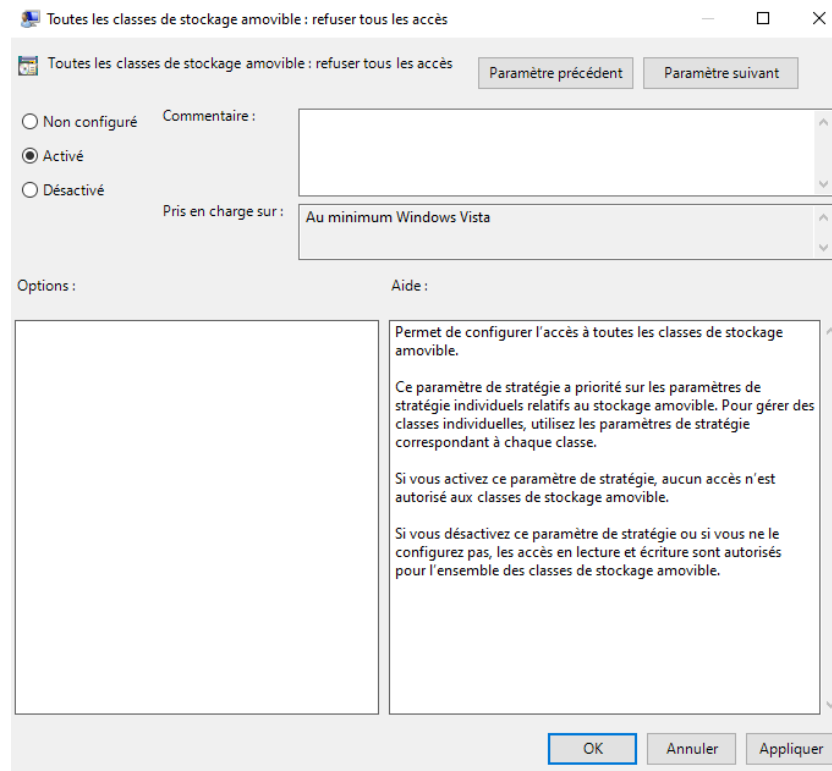 Toutes les classes de stockage amovible : refuser tous les accès
Toutes les classes de stockage amovible : refuser tous les accès
Paramètre précédent
Paramètre suivant
Non configuré
Commentaire :
Activé
Désactivé
Pris en charge sur :
Au minimum Windows Vista
Options :
Aide :
Permet de configurer l’accès à toutes les classes de stockage
amovible.
Ce paramètre de stratégie a priorité sur les paramètres de
stratégie individuels relatifs au stockage amovible. Pour gérer des
classes individuelles, utilisez les paramètres de stratégie
correspondant à chaque classe.
Si vous activez ce paramètre de stratégie, aucun accès n’est
autorisé aux classes de stockage amovible.
Si vous désactivez ce paramètre de stratégie ou si vous ne le
configurez pas, les accès en lecture et écriture sont autorisés
pour l’ensemble des classes de stockage amovible.
OK
Annuler
Appliquer